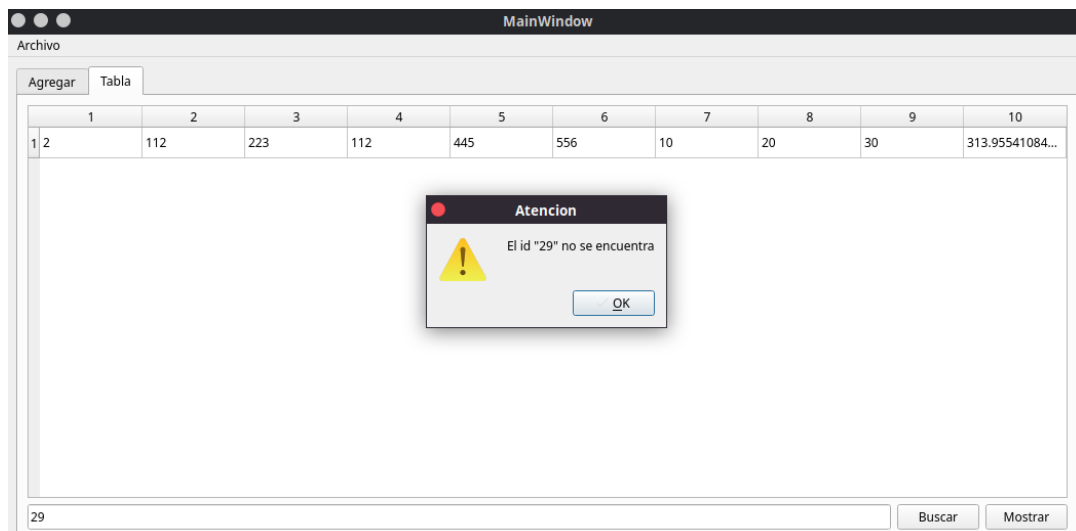 MainWindow
Archivo
Agregar Tabla
1 2 3 4 5 6 7 8 9 10
1 2 112 223 112 445 556 10 20 30 313.95541084...
Atencion
El id "29" no se encuentra
OK
29 Buscar Mostrar